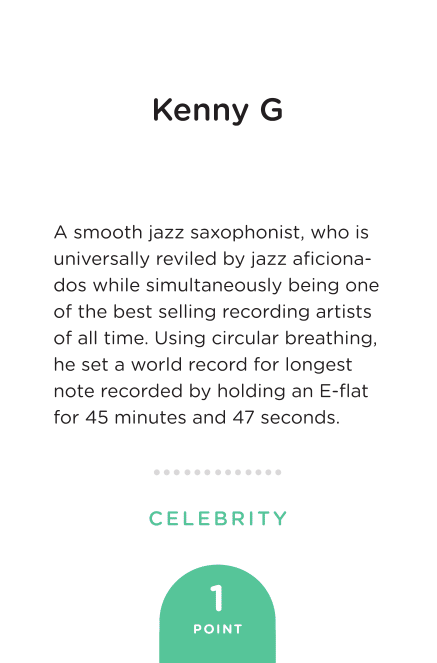 Kenny G
A smooth jazz saxophonist, who is
universally reviled by jazz aficiona-
dos while simultaneously being one
of the best selling recording artists
of all time. Using circular breathing,
he set a world record for longest
note recorded by holding an E-flat
for 45 minutes and 47 seconds.
CELEBRITY
1
POINT